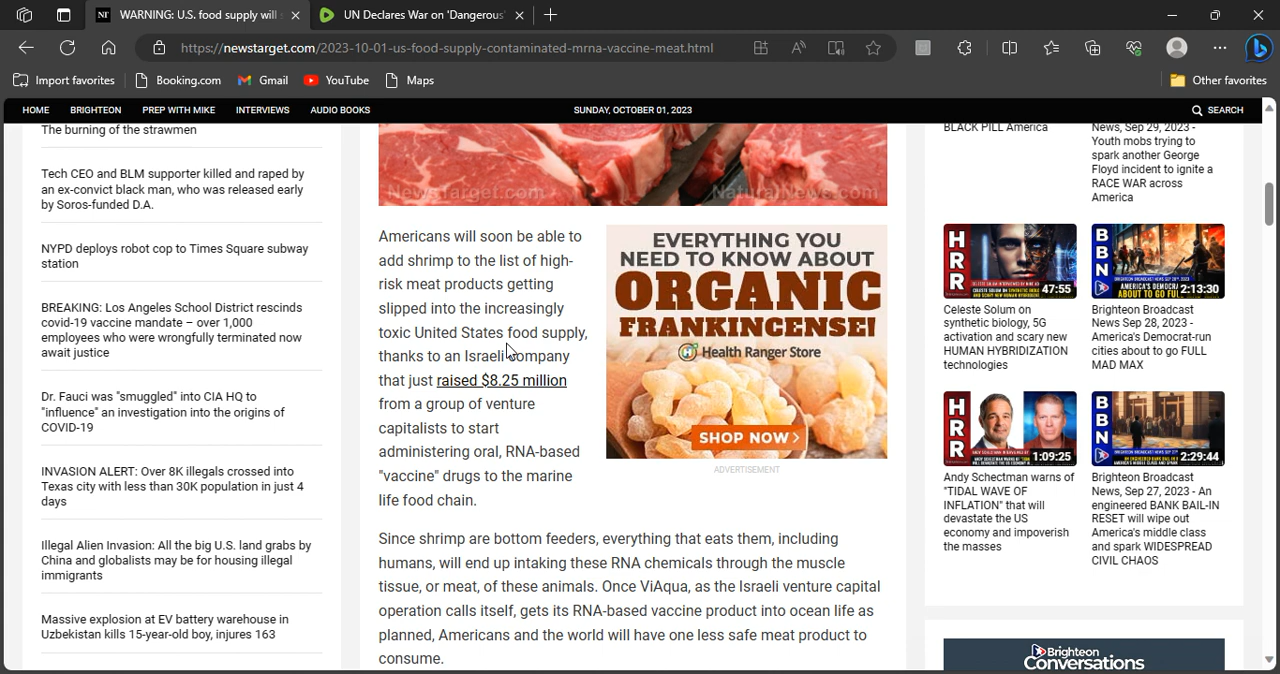 WARNING: U.S. food supply will
UN Declares War on 'Dangerous'
https://newstarget.com/2023-10-01-us-food-supply-contaminated-mrna-vaccine-meat.html
Import favorites
Booking.com
Gmail
YouTube
Maps
Other favorites
HOME
BRIGHTEON
PREP WITH MIKE
INTERVIEWS
AUDIO BOOKS
SUNDAY, OCTOBER 01, 2023
SEARCH
The burning of the strawmen
Tech CEO and BLM supporter killed and raped by
an ex-convict black man, who was released early
by Soros-funded D.A.
NYPD deploys robot cop to Times Square subway
station
BREAKING: Los Angeles School District rescinds
covid-19 vaccine mandate – over 1,000
employees who were wrongfully terminated now
await justice
Dr. Fauci was "smuggled" into CIA HQ to
"influence" an investigation into the origins of
COVID-19
INVASION ALERT: Over 8K illegals crossed into
Texas city with less than 30K population in just 4
days
Illegal Alien Invasion: All the big U.S. land grabs by
China and globalists may be for housing illegal
immigrants
Massive explosion at EV battery warehouse in
Uzbekistan kills 15-year-old boy, injures 163
NewsTarget.com
NaturalNews.com
Americans will soon be able to
add shrimp to the list of high-
risk meat products getting
slipped into the increasingly
toxic United States food supply,
thanks to an Israeli company
that just raised $8.25 million
from a group of venture
capitalists to start
administering oral, RNA-based
"vaccine" drugs to the marine
life food chain.
EVERYTHING YOU
NEED TO KNOW ABOUT
ORGANIC
FRANKINCENSE!
Health Ranger Store
SHOP NOW >
ADVERTISEMENT
Since shrimp are bottom feeders, everything that eats them, including
humans, will end up intaking these RNA chemicals through the muscle
tissue, or meat, of these animals. Once ViAqua, as the Israeli venture capital
operation calls itself, gets its RNA-based vaccine product into ocean life as
planned, Americans and the world will have one less safe meat product to
consume.
BLACK PILL America
News, Sep 29, 2023 -
Youth mobs trying to
spark another George
Floyd incident to ignite a
RACE WAR across
America
HRR
47:55
Celeste Solum on
synthetic biology, 5G
activation and scary new
HUMAN HYBRIDIZATION
technologies
BBN
ABOUT TO GO FUL
2:13:30
Brighteon Broadcast
News Sep 28, 2023 -
America's Democrat-run
cities about to go FULL
MAD MAX
HRR
1:09:25
Andy Schectman warns of
"TIDAL WAVE OF
INFLATION" that will
devastate the US
economy and impoverish
the masses
BBN
2:29:44
Brighteon Broadcast
News, Sep 27, 2023 - An
engineered BANK BAIL-IN
RESET will wipe out
America's middle class
and spark WIDESPREAD
CIVIL CHAOS
Brighteon
Conversations